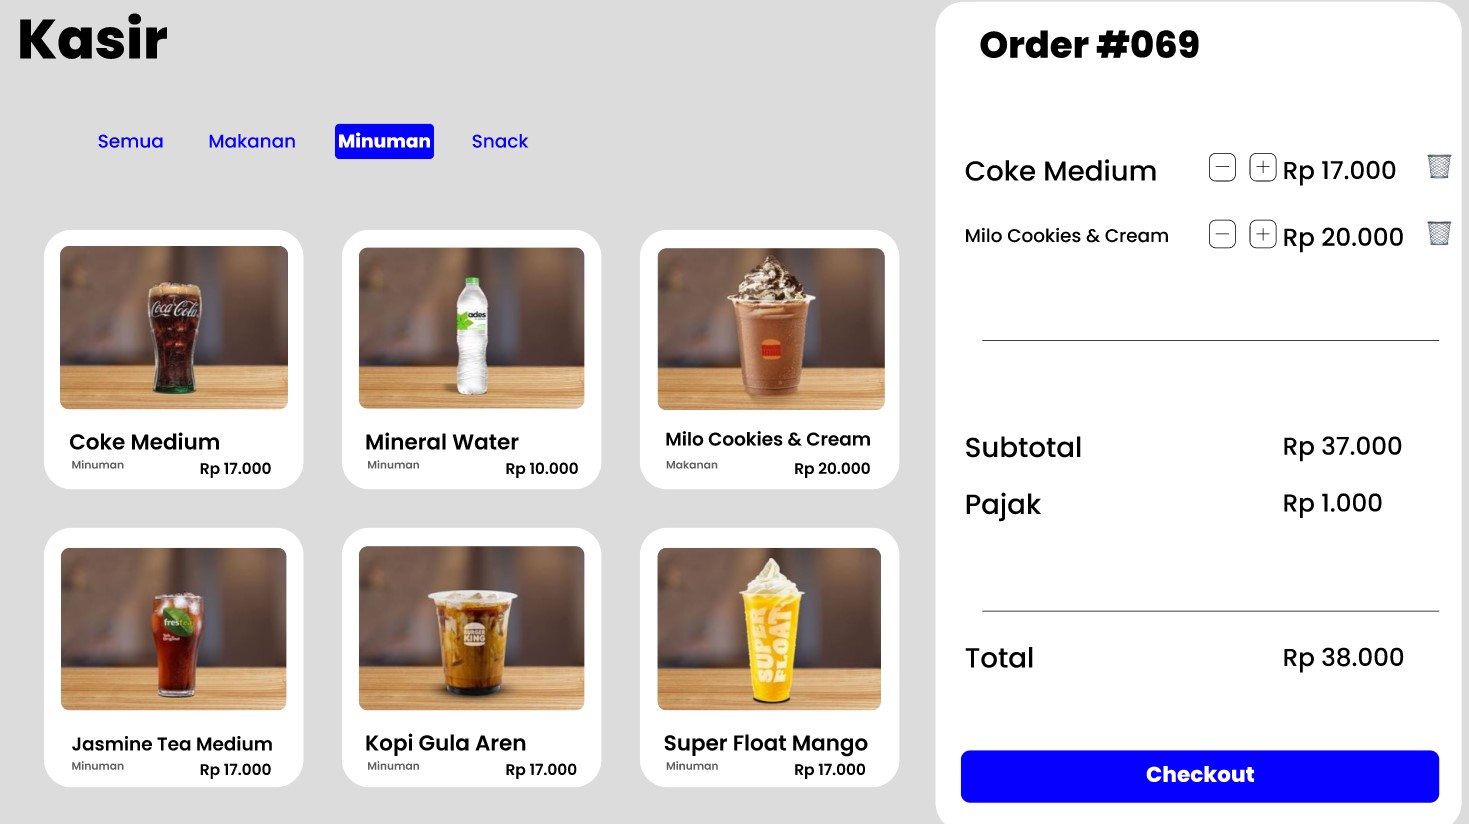 Kasir
Semua
Makanan
Minuman
Snack
Coca-Cola
Coke Medium
Minuman
Rp 17.000
ades
Mineral Water
Minuman
Rp 10.000
Milo Cookies & Cream
Makanan
Rp 20.000
frestea
Jasmine Tea Medium
Minuman
Rp 17.000
BURGER
KING
Kopi Gula Aren
Minuman
Rp 17.000
SUPER
FLOAT
Super Float Mango
Minuman
Rp 17.000
Order #069
Coke Medium
Rp 17.000
Milo Cookies & Cream
Rp 20.000
Subtotal
Rp 37.000
Pajak
Rp 1.000
Total
Rp 38.000
Checkout